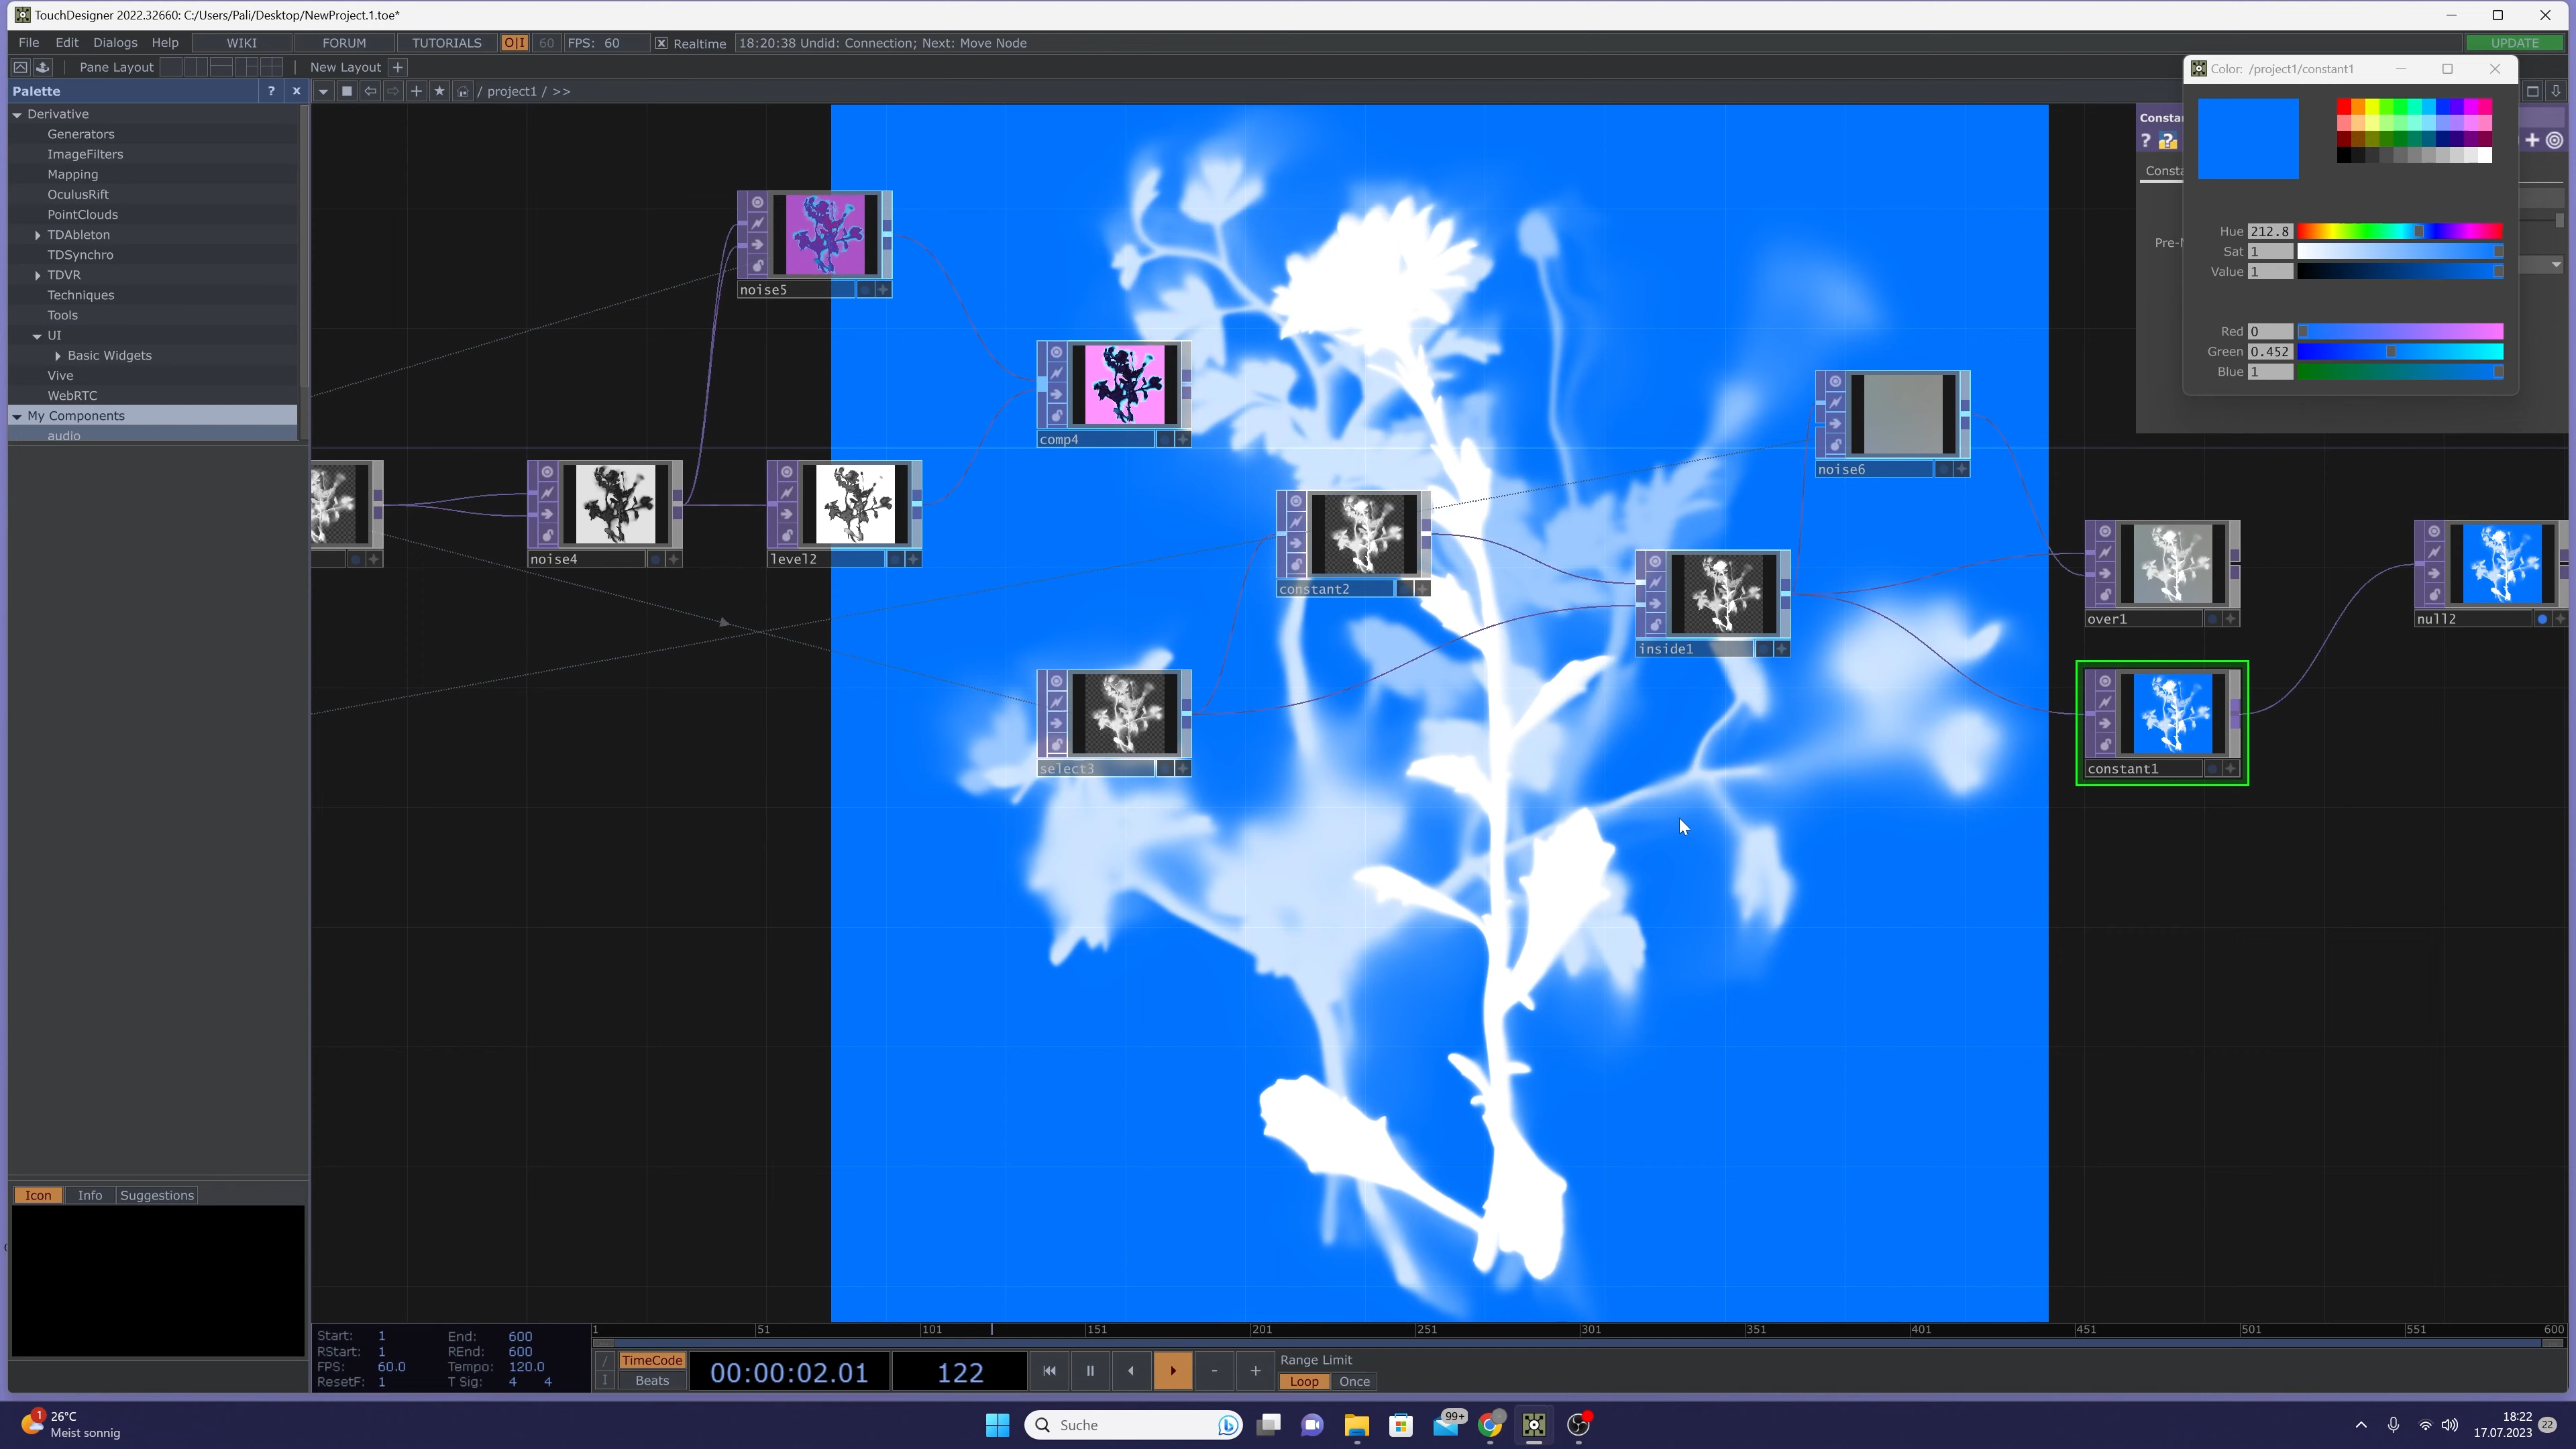 TouchDesigner 2022.32660: C:/Users/Pali/Desktop/NewProject.1.toe*
File Edit Dialogs Help WIKI FORUM TUTORIALS O|I 60 FPS: 60 Realtime 18:20:38 Undid: Connection; Next: Move Node UPDATE
Pane Layout New Layout +
Color: /project1/constant1
Palette ? x
/ project1 / >>
Derivative
Generators
ImageFilters
Mapping
OculusRift
PointClouds
TDAbleton
TDSynchro
TDVR
Techniques
Tools
UI
Basic Widgets
Vive
WebRTC
My Components
audio
Constan
Consta
Hue 212.8
Sat 1
Value 1
Red 0
Green 0.452
Blue 1
noise5
comp4
noise6
noise4
level2
constant2
inside1
over1
null2
select3
constant1
Icon Info Suggestions
1 51 101 151 201 251 301 351 401 451 501 551 600
Start: 1 End: 600
RStart: 1 REnd: 600
FPS: 60.0 Tempo: 120.0
ResetF: 1 T Sig: 4 4
TimeCode
Beats
00:00:02.01
122
- +
Range Limit
Loop Once
1
26°C
Meist sonnig
Suche
99+
18:22
17.07.2023
22